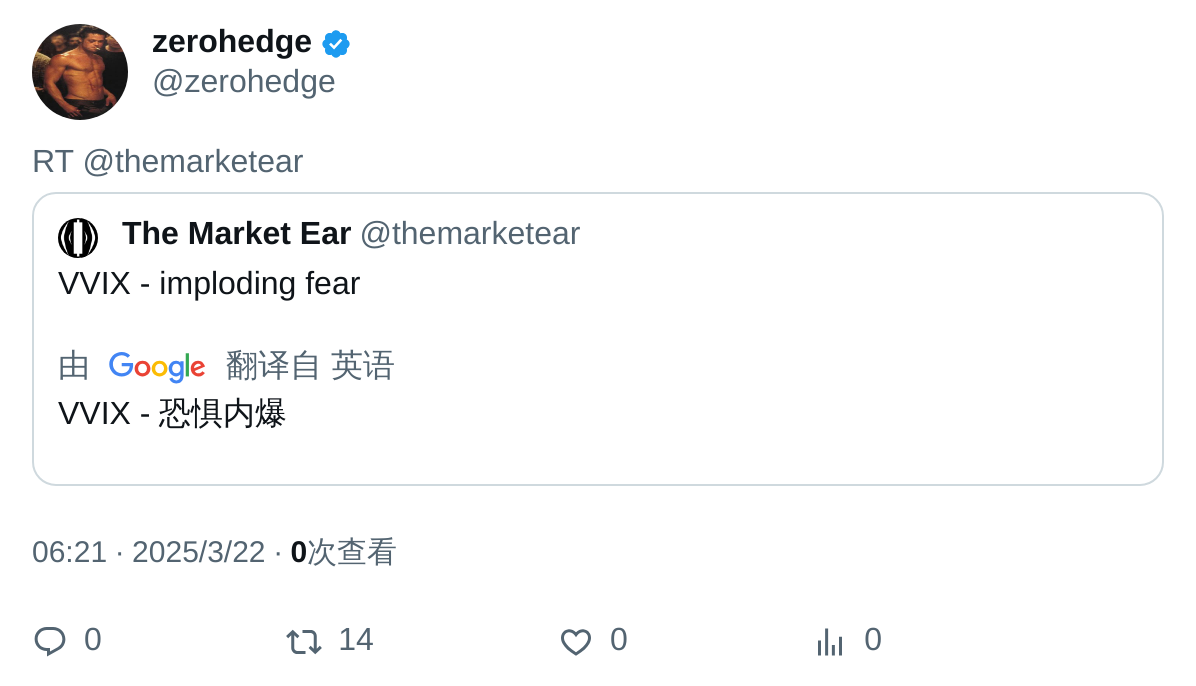 zerohedge
@zerohedge
RT @themarketear
The Market Ear @themarketear
VVIX - imploding fear
由 Google 翻译自 英语
VVIX - 恐惧内爆
06:21 · 2025/3/22 · 0次查看
0 14 0 0